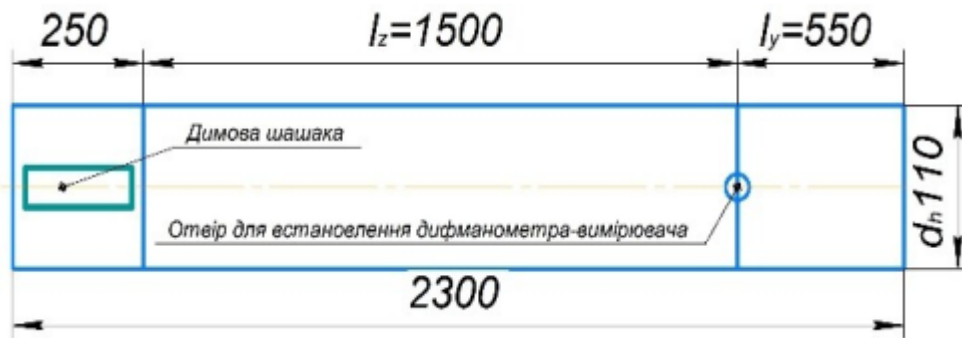 250
lz=1500
ly=550
Димова шашака
Отвір для встановлення дифманометра-вимірювача
dh110
2300